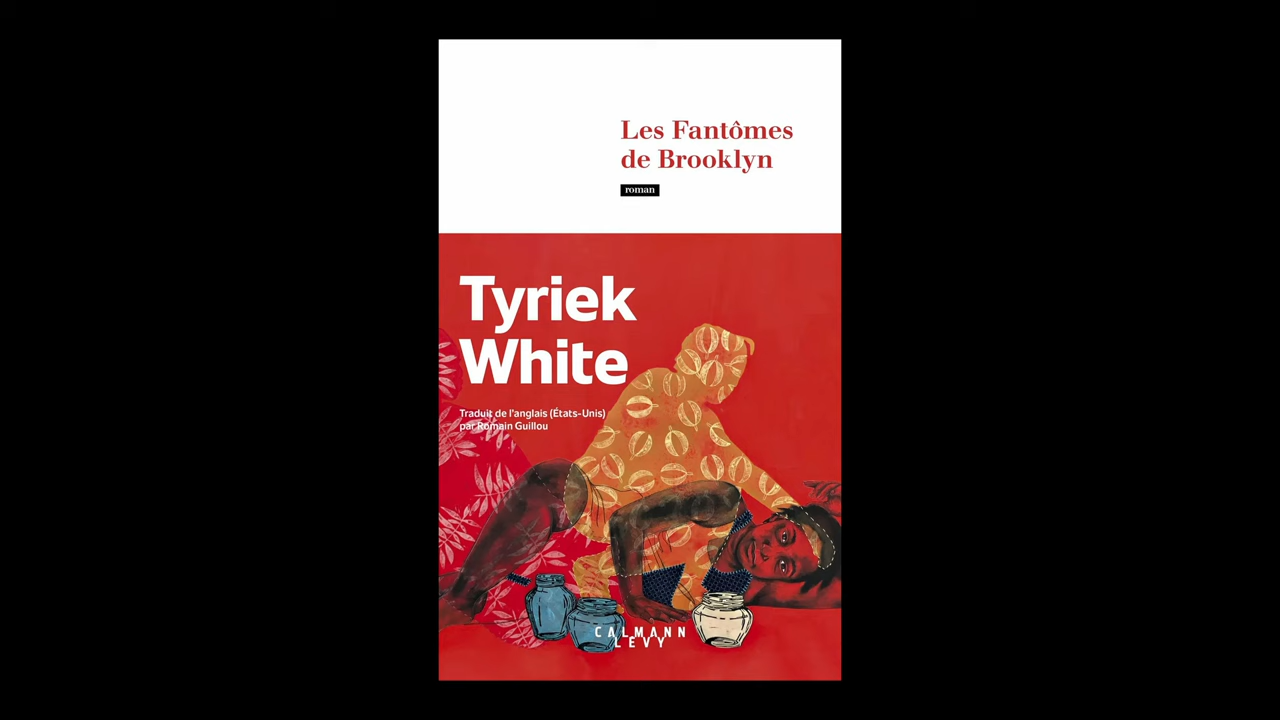 Les Fantômes
de Brooklyn
roman
Tyriek
White
Traduit de l'anglais (États-Unis)
par Romain Guillou
CALMANN
LEVY